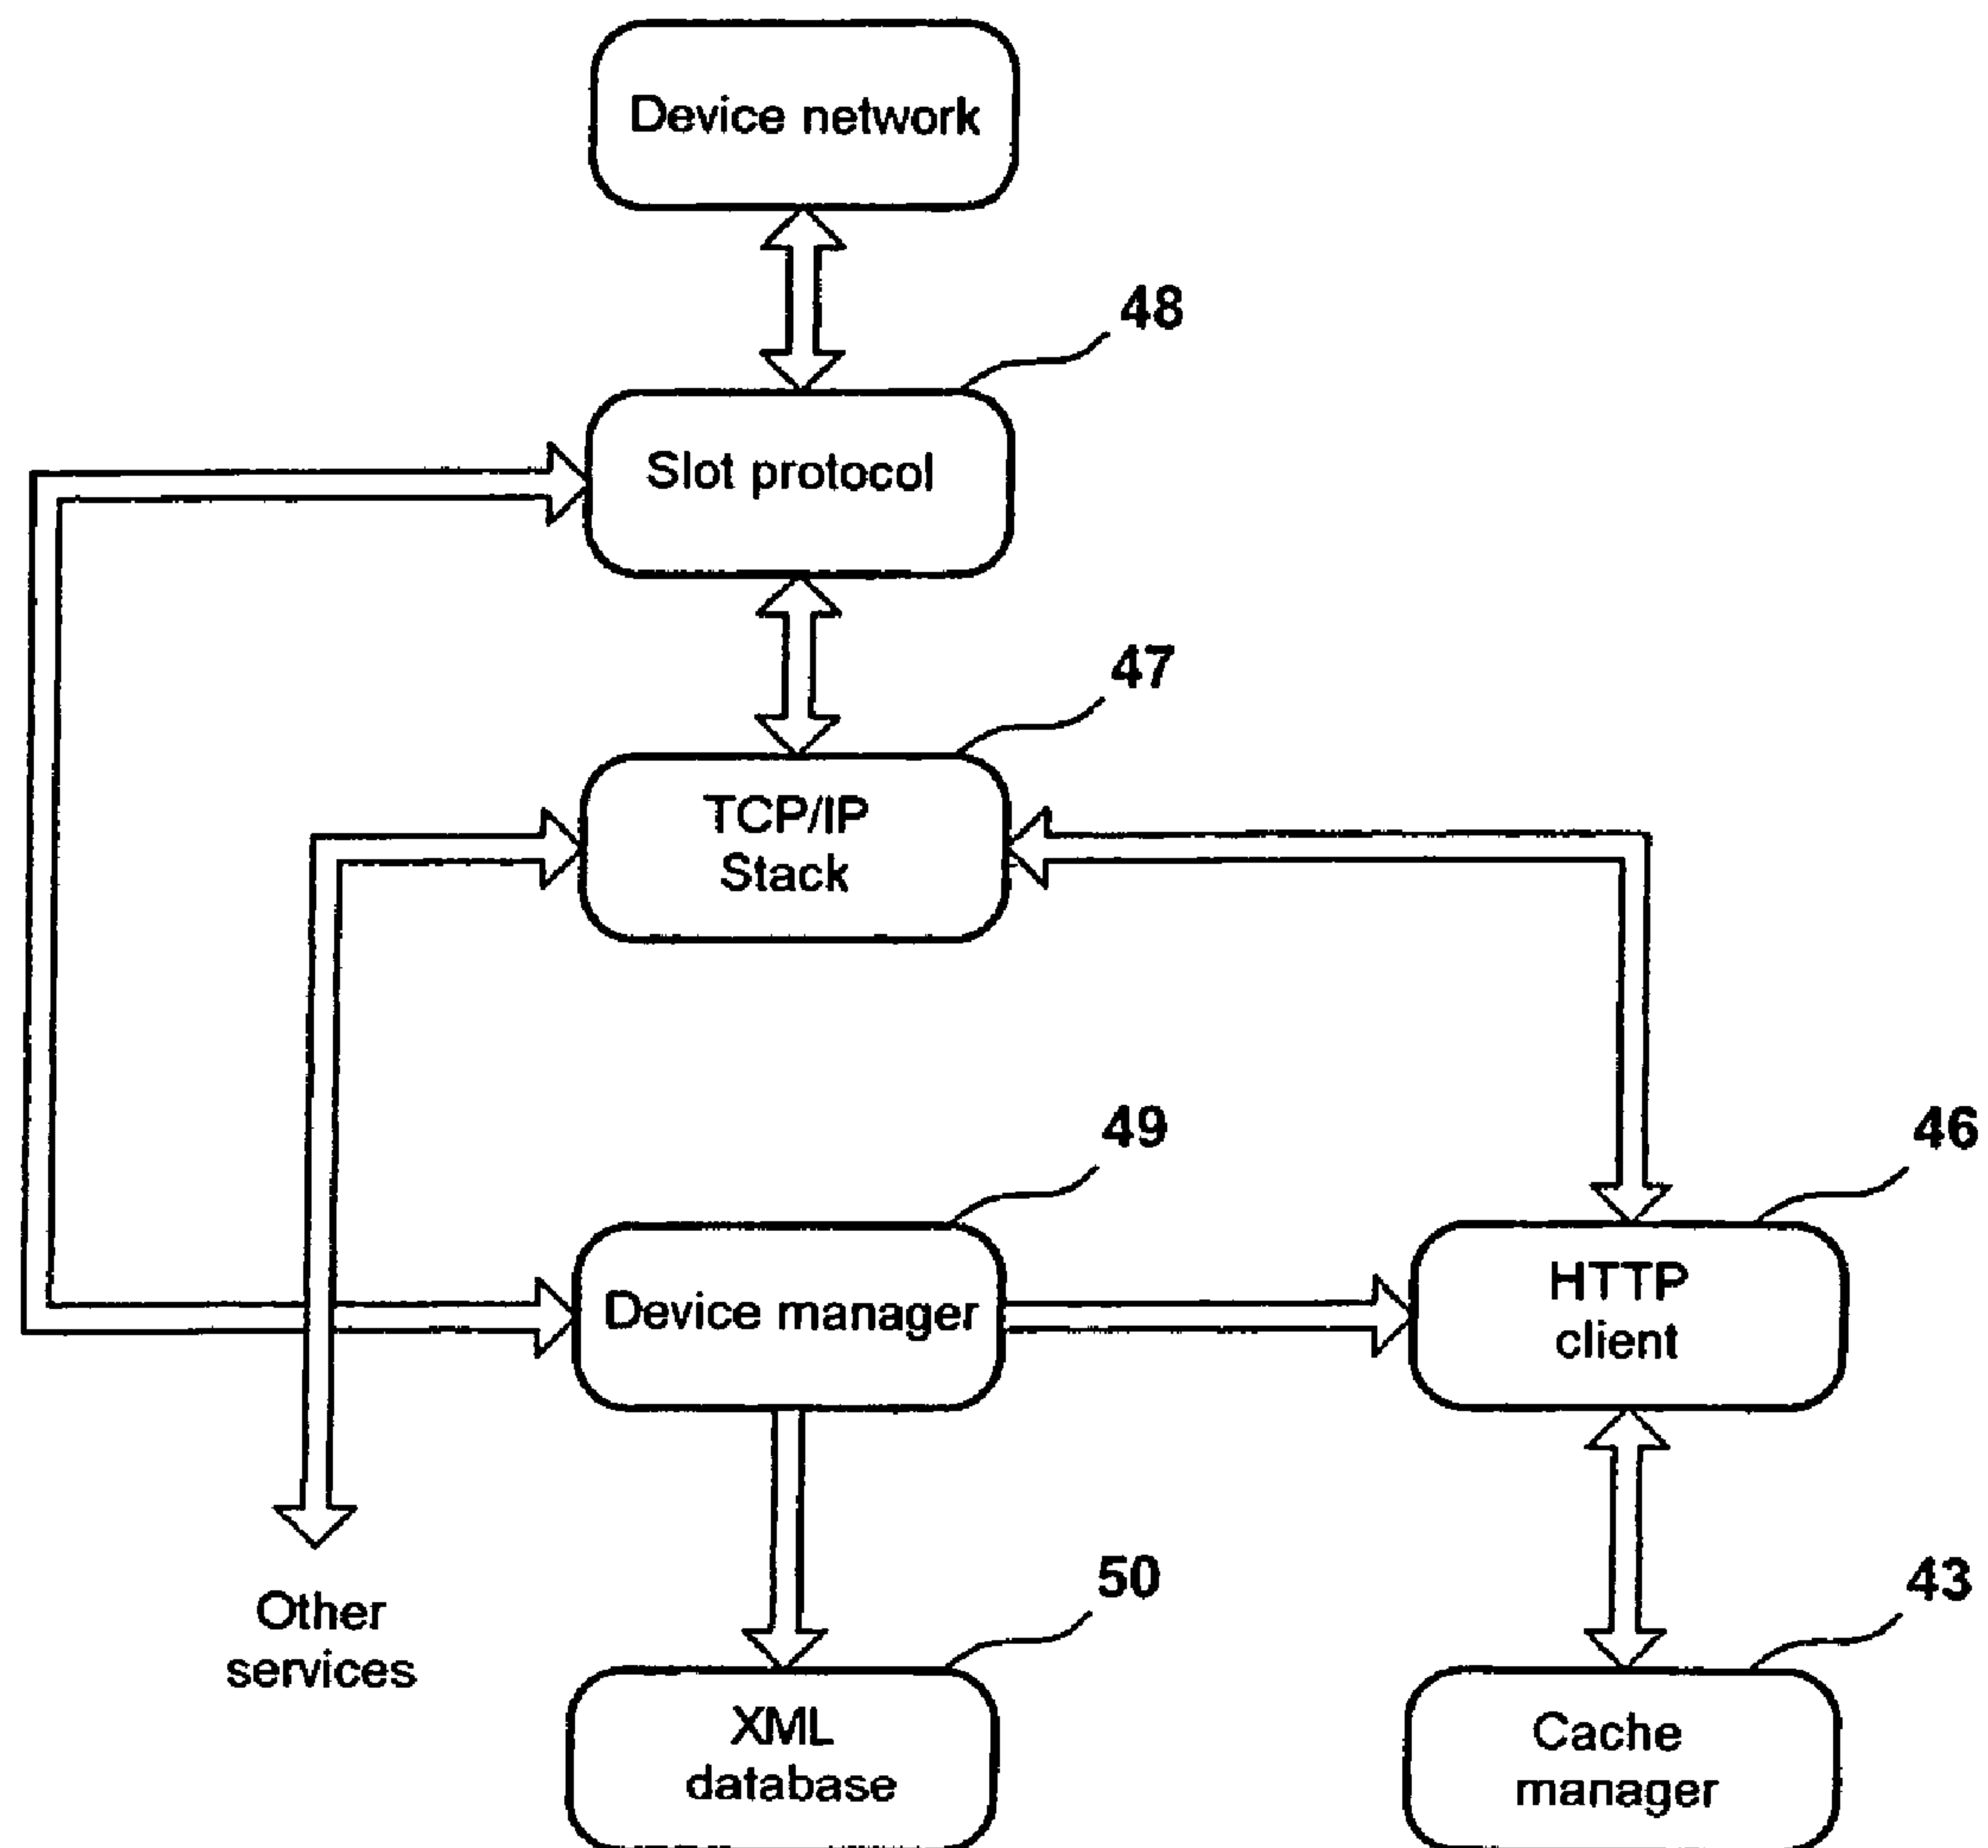 Device network
48
Slot protocol
47
TCP/IP
Stack
49
46
Device manager
HTTP
client
Other
services
50
43
XML
database
Cache
manager